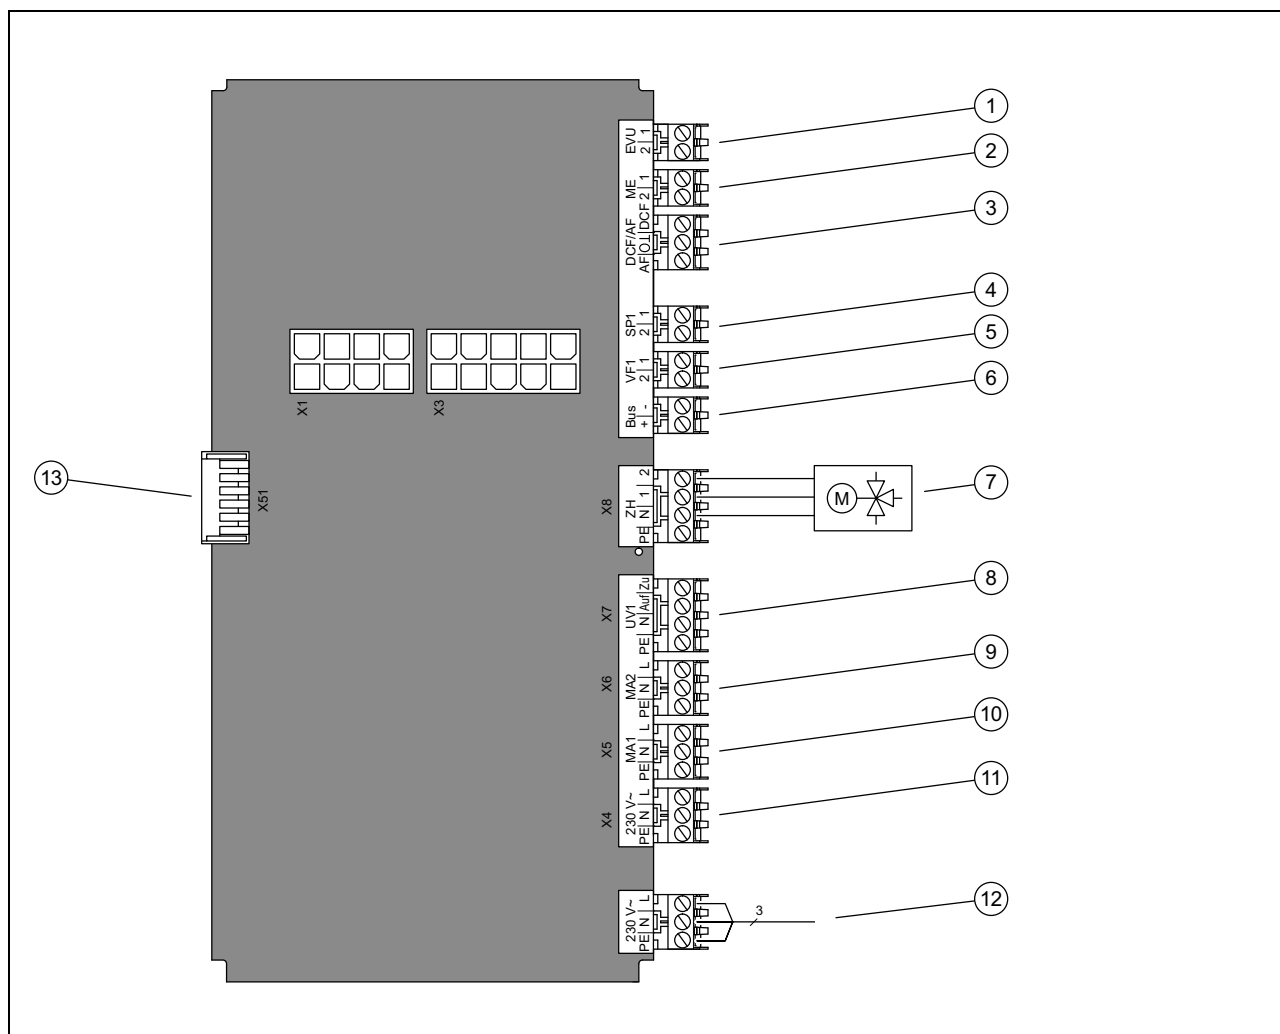 EVU
2 1
1
ME
2 1
2
DCF/AF
AF O.T. DCF
3
SP1
2 1
4
VF1
2 1
5
Bus
+ -
6
X1
X3
13
X51
X8
ZH
PE N 1 2
M
7
X7
UV1
PE N Auf Zu
8
X6
MA2
PE N L
9
X5
MA1
PE N L
10
X4
230 V~
PE N L
11
230 V~
PE N L
3
12